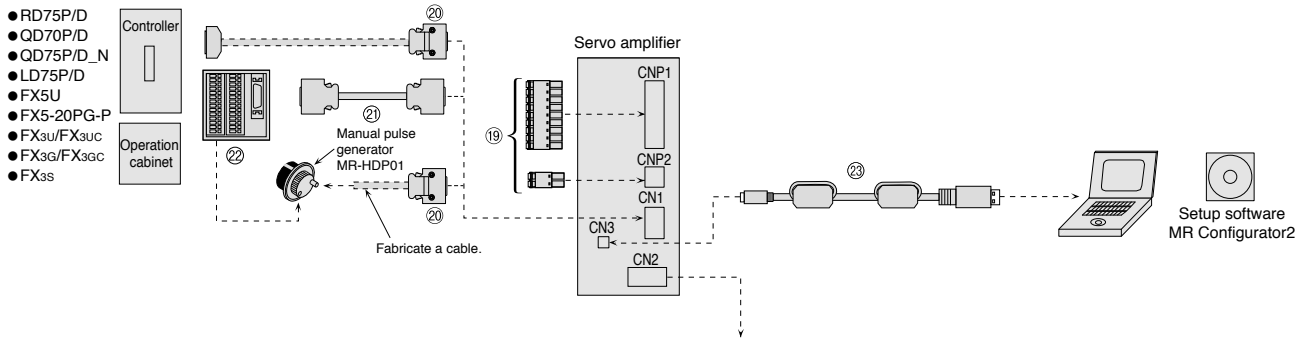 ● RD75P/D
● QD70P/D
● QD75P/D_N
● LD75P/D
● FX5U
● FX5-20PG-P
● FX3U/FX3UC
● FX3G/FX3GC
● FX3S
Controller
Operation
cabinet
⑳
㉑
㉒
Manual pulse
generator
MR-HDP01
⑳
Fabricate a cable.
⑲
Servo amplifier
CNP1
CNP2
CN1
CN3
CN2
㉓
Setup software
MR Configurator2